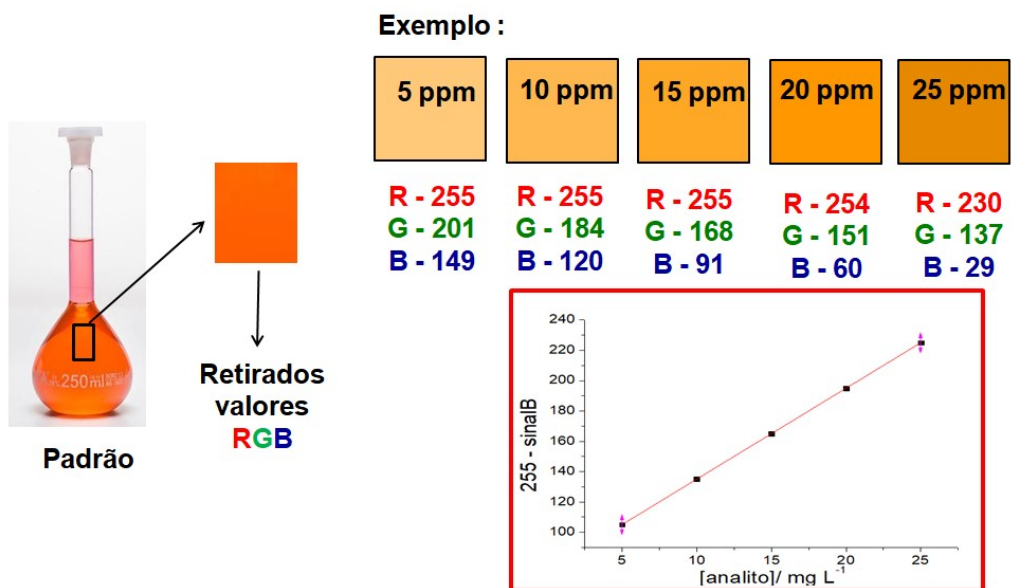 Exemplo :
5 ppm
10 ppm
15 ppm
20 ppm
25 ppm
R - 255
G - 201
B - 149
R - 255
G - 184
B - 120
R - 255
G - 168
B - 91
R - 254
G - 151
B - 60
R - 230
G - 137
B - 29
250ml
Padrão
Retirados
valores
RGB
255 - sinalB
240
220
200
180
160
140
120
100
5
10
15
20
25
[analito]/ mg L⁻¹